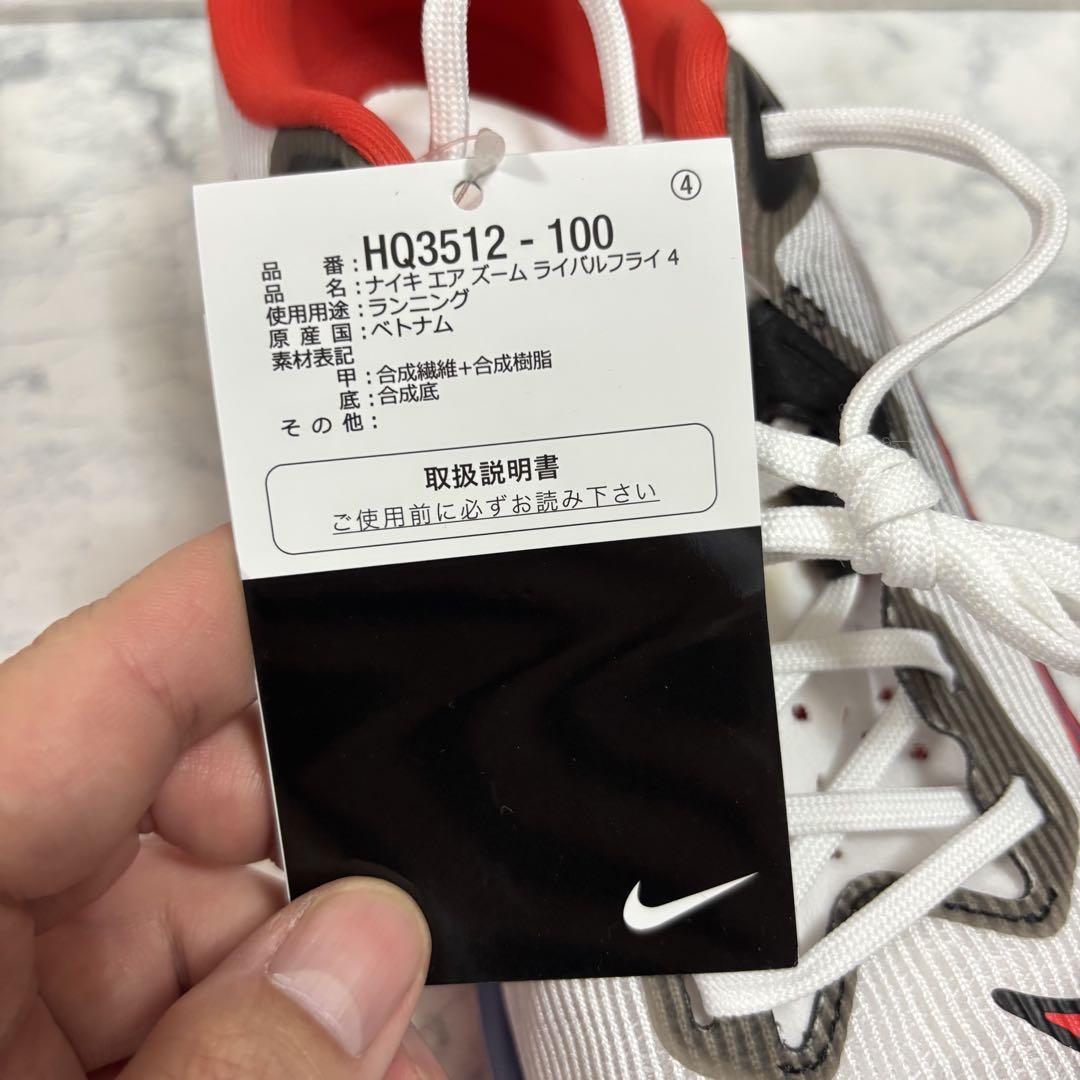 ④
品 番：HQ3512 - 100
品 名：ナイキ エア ズーム ライバルフライ 4
使用用途：ランニング
原 産 国：ベトナム
素材表記
甲：合成繊維+合成樹脂
底：合成底
そ の 他：
取扱説明書
ご使用前に必ずお読み下さい